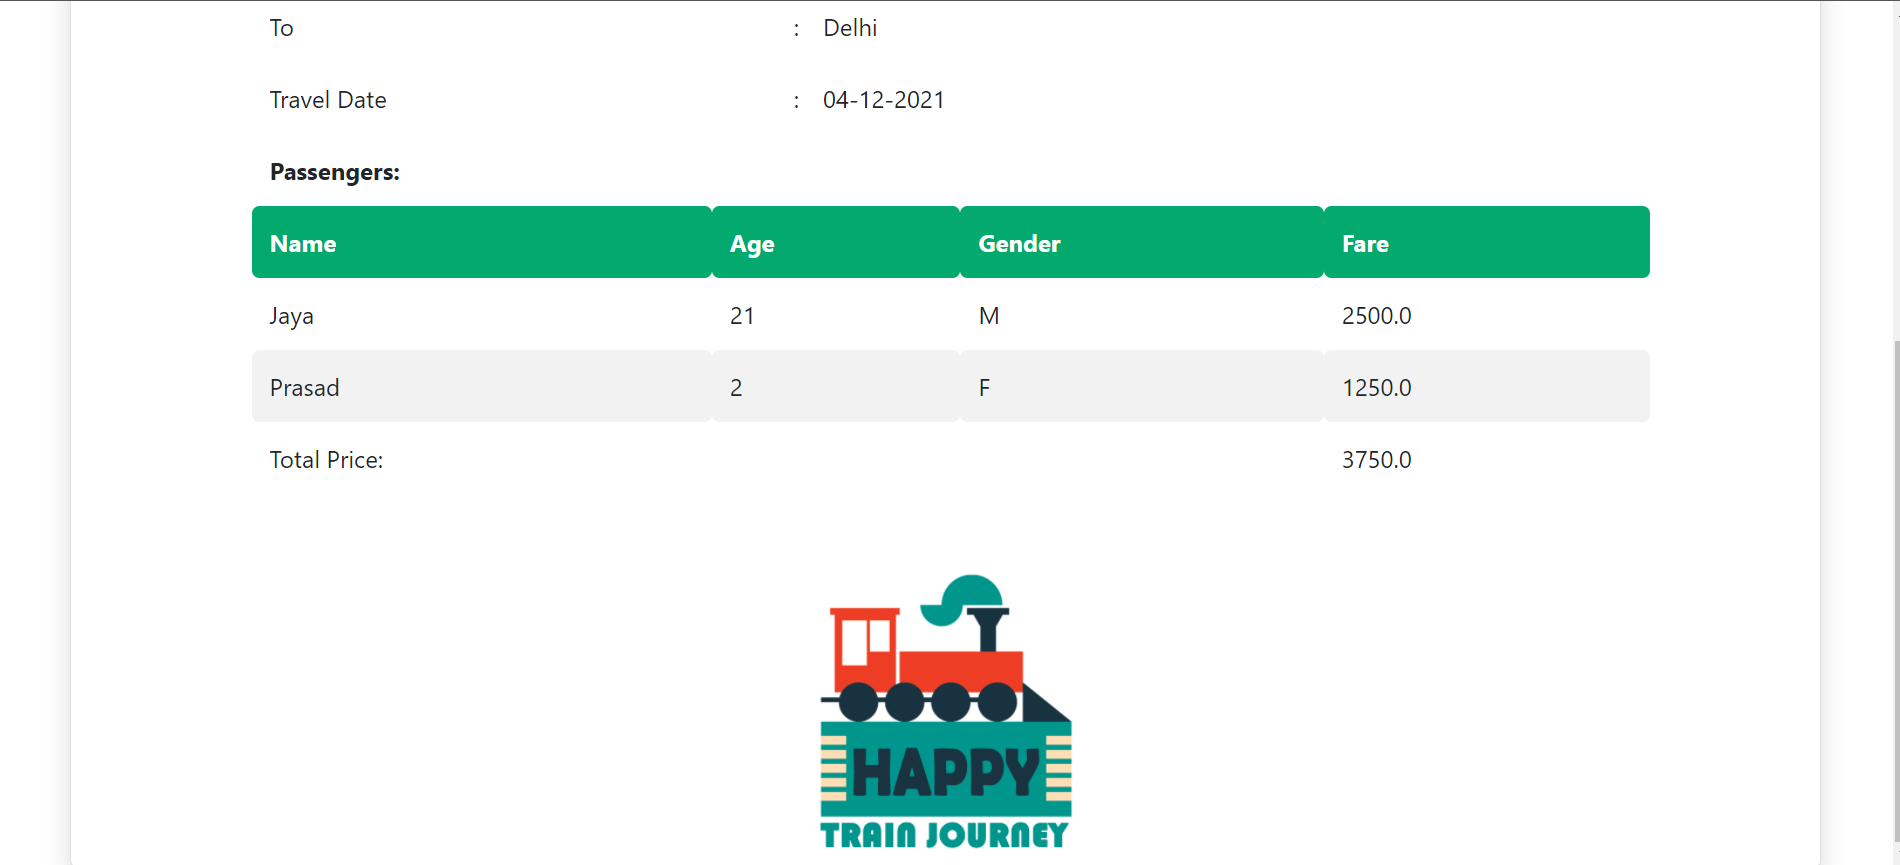 To : Delhi
Travel Date : 04-12-2021
Passengers:
Name Age Gender Fare
Jaya 21 M 2500.0
Prasad 2 F 1250.0
Total Price: 3750.0
HAPPY
TRAIN JOURNEY